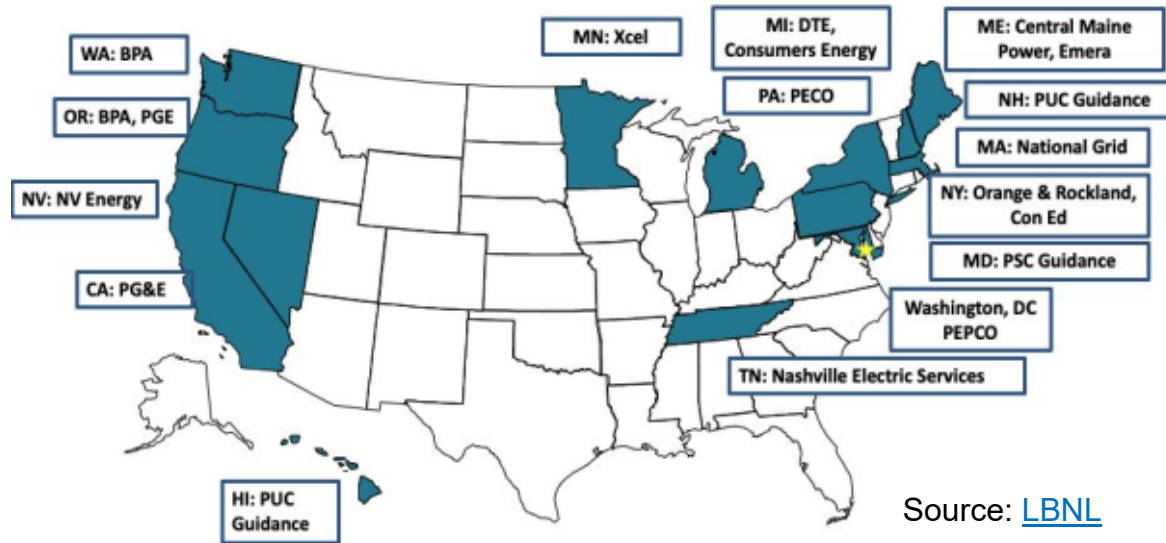 WA: BPA
OR: BPA, PGE
NV: NV Energy
CA: PG&E
HI: PUC
Guidance
MN: Xcel
MI: DTE,
Consumers Energy
PA: PECO
ME: Central Maine
Power, Emera
NH: PUC Guidance
MA: National Grid
NY: Orange & Rockland,
Con Ed
MD: PSC Guidance
Washington, DC
PEPCO
TN: Nashville Electric Services
Source: LBNL